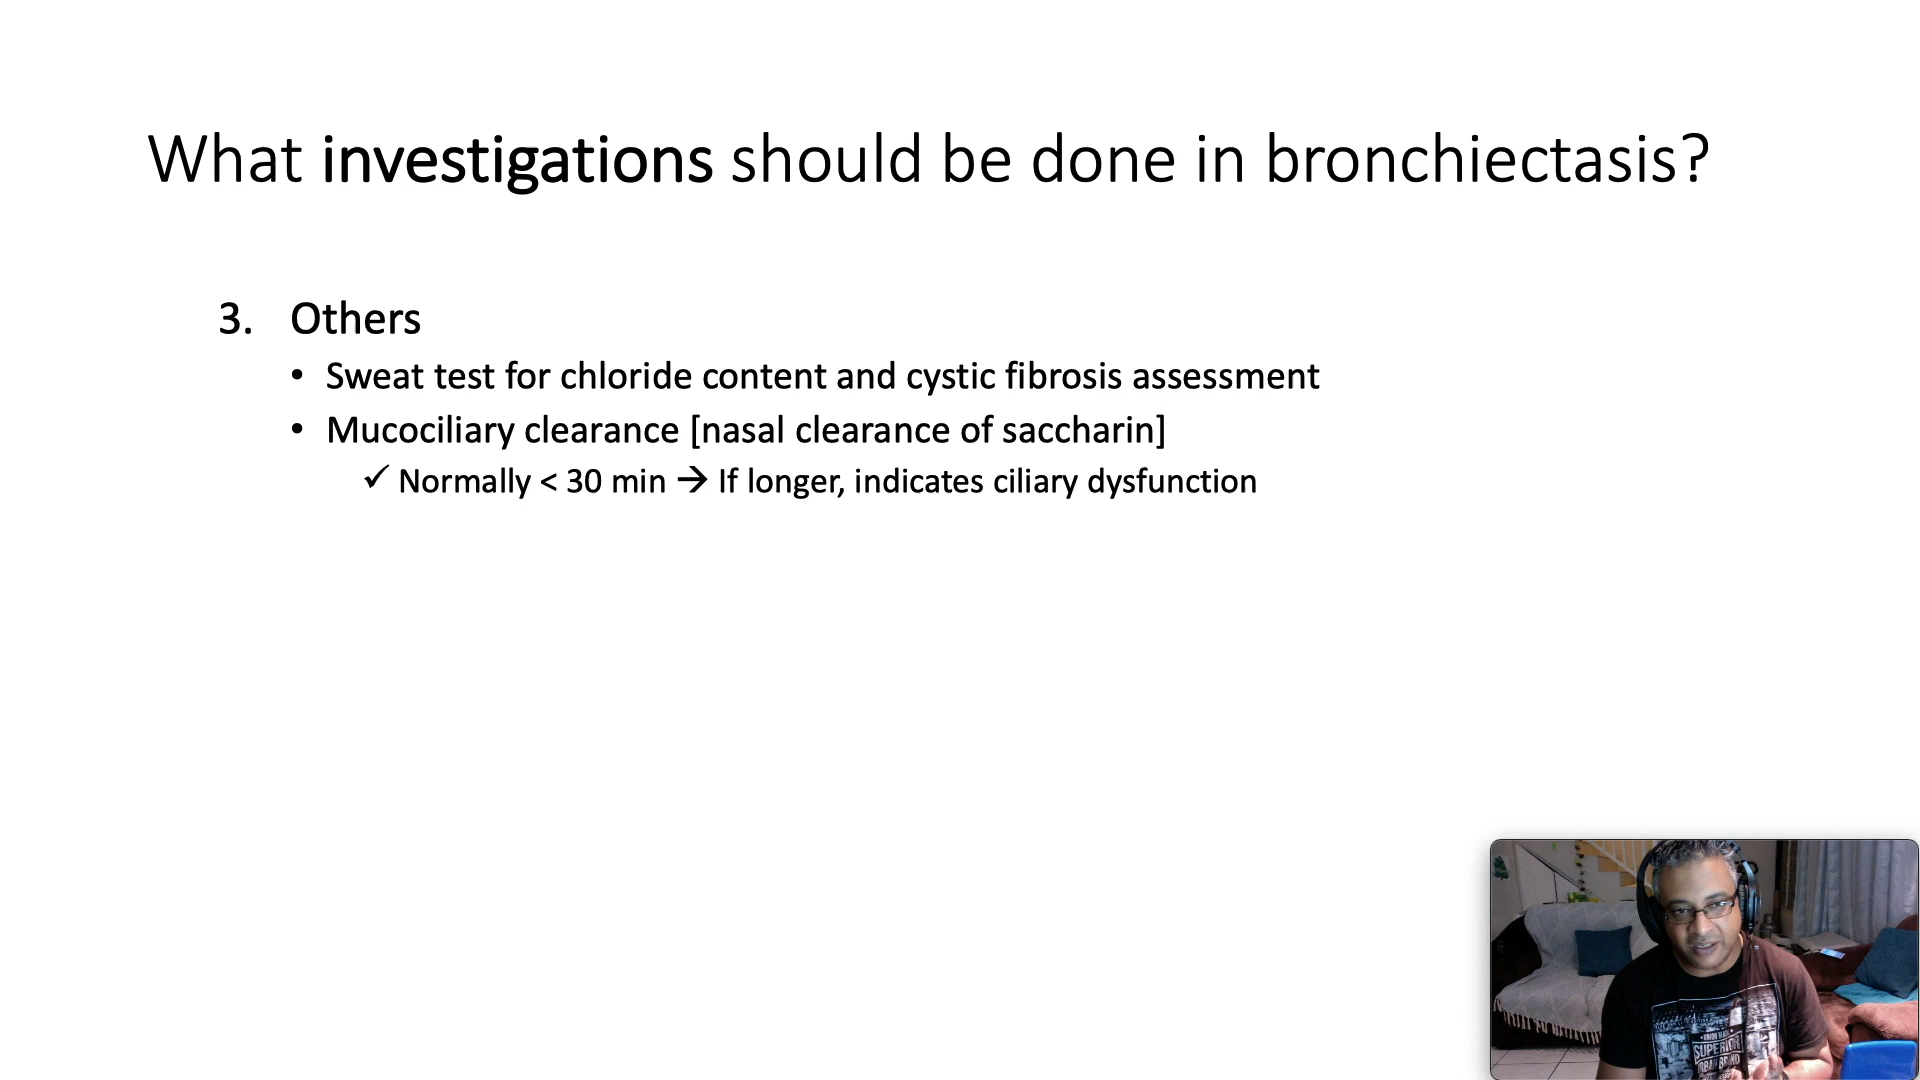 What investigations should be done in bronchiectasis?
3. Others
• Sweat test for chloride content and cystic fibrosis assessment
• Mucociliary clearance [nasal clearance of saccharin]
✓ Normally < 30 min → If longer, indicates ciliary dysfunction